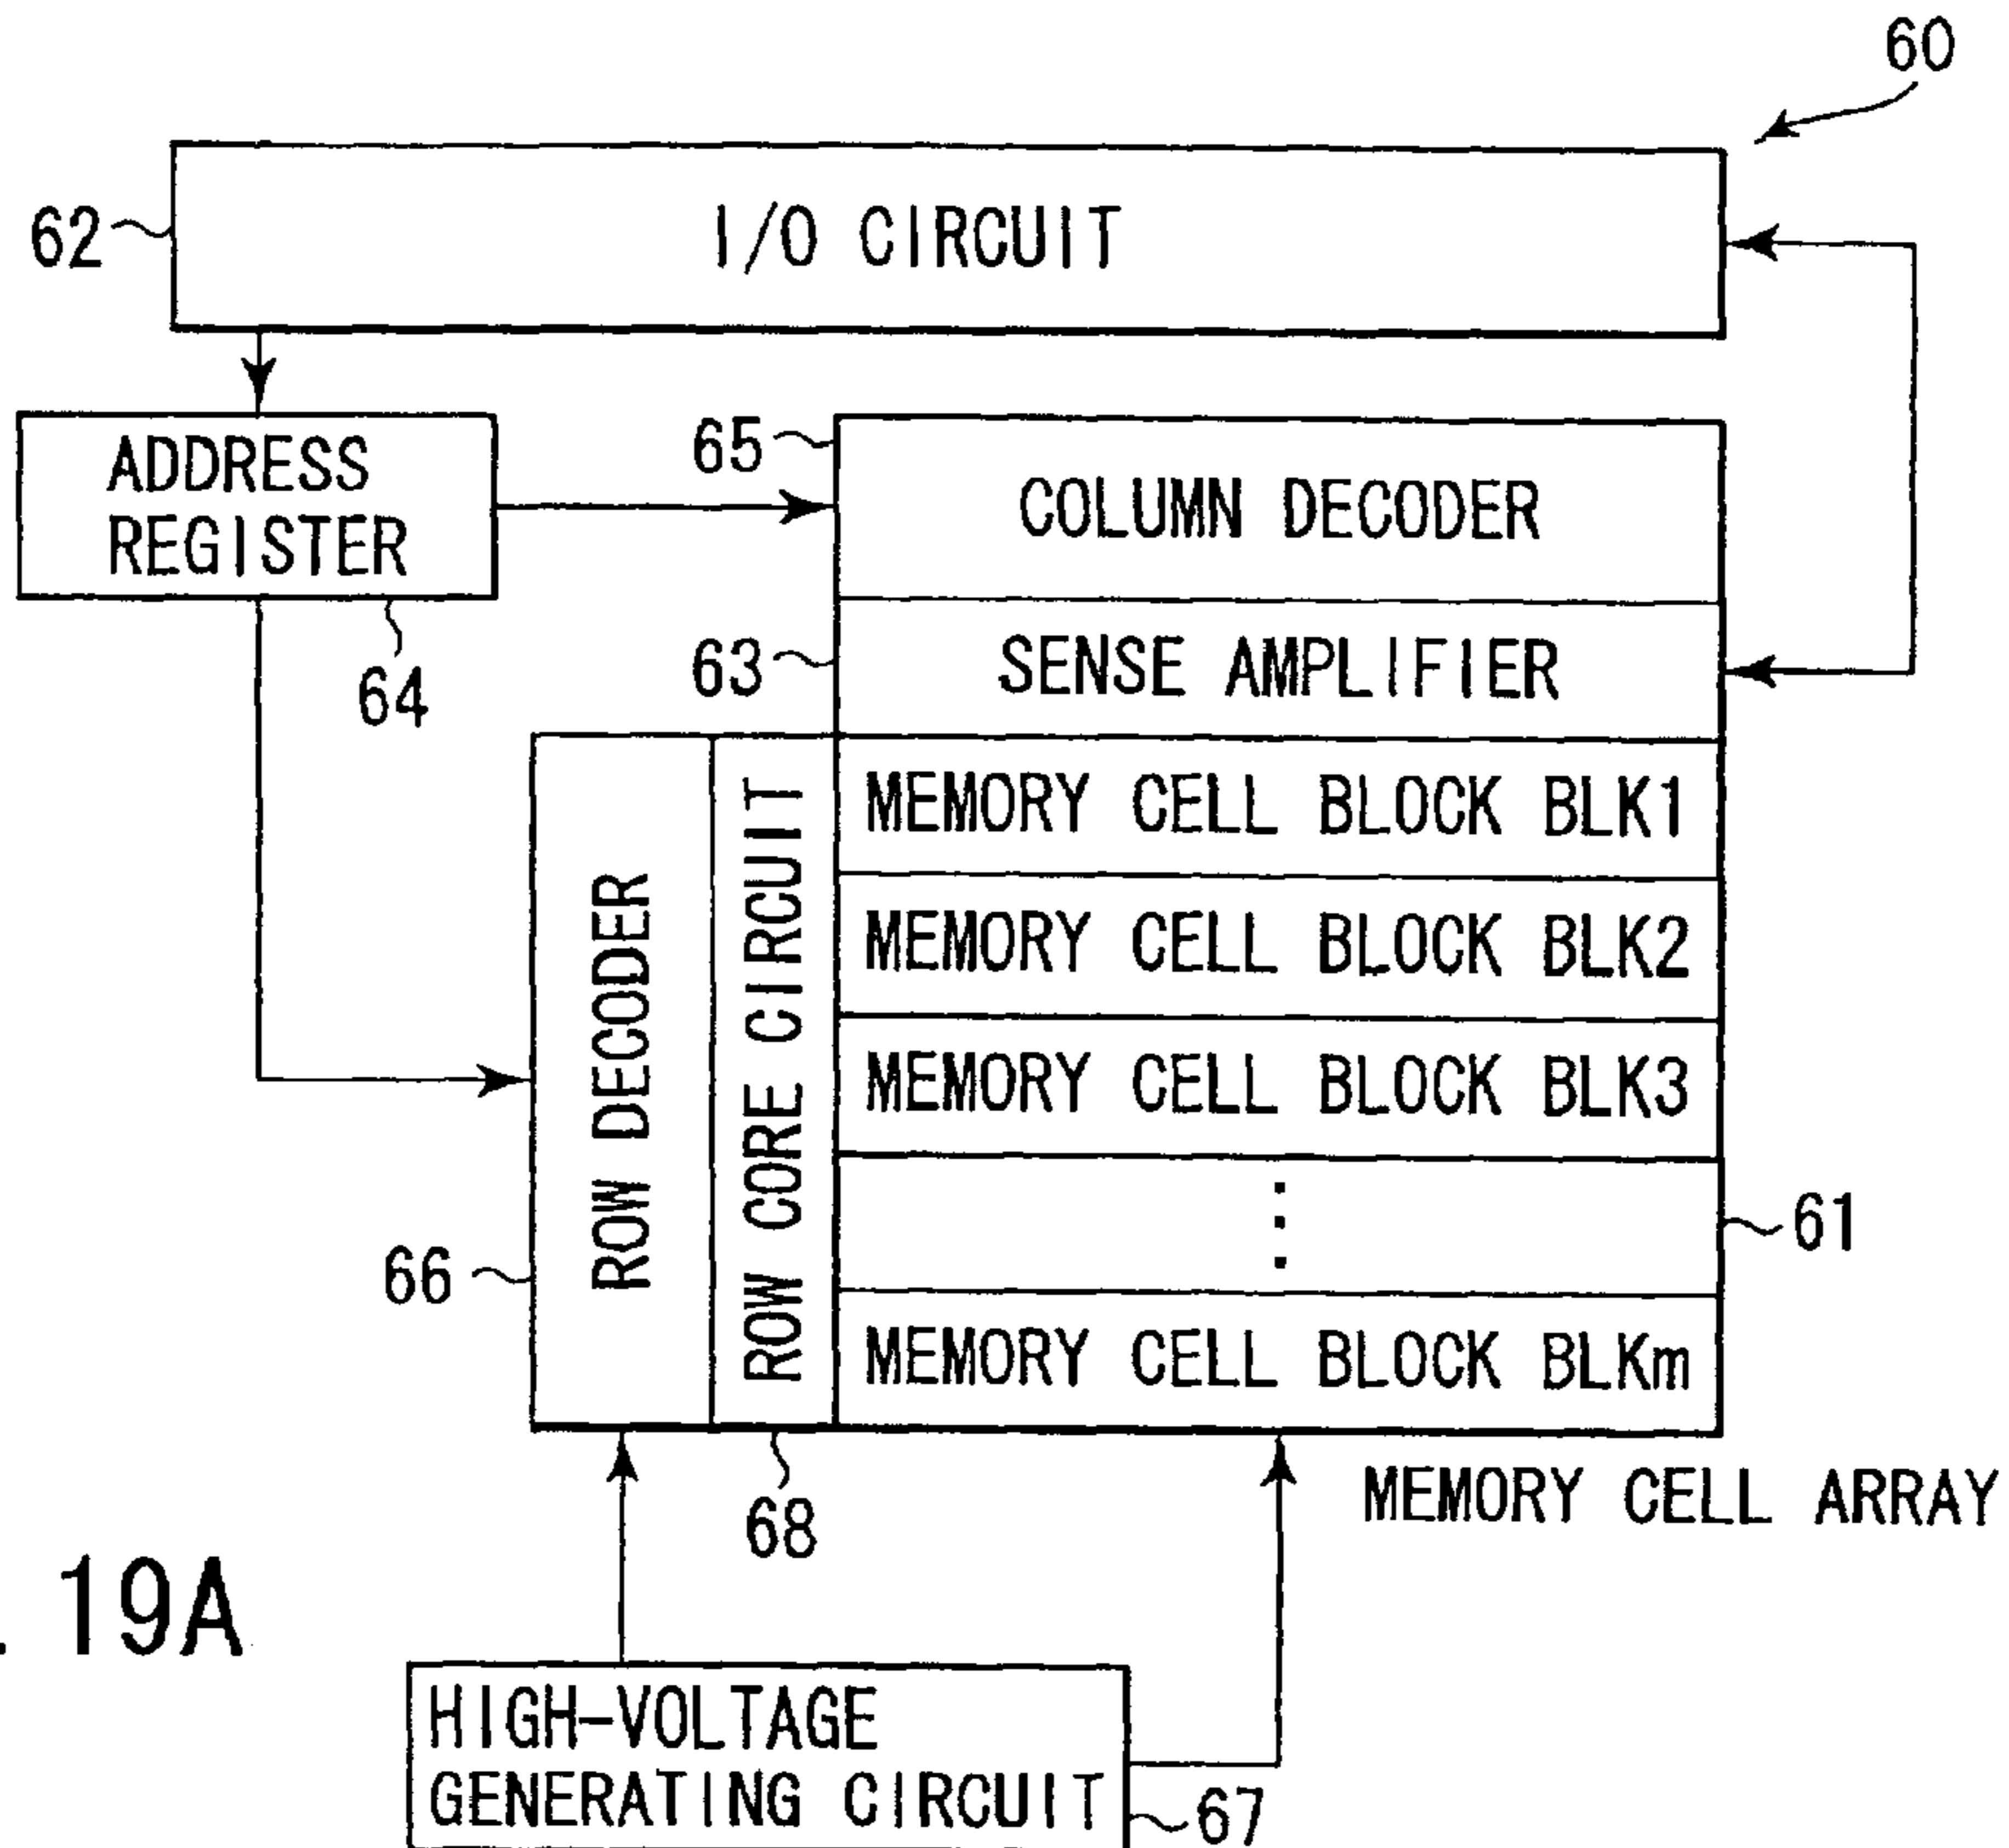 60
62
I/O CIRCUIT
ADDRESS
REGISTER
64
65
COLUMN DECODER
63
SENSE AMPLIFIER
ROW DECODER
ROW CORE CIRCUIT
MEMORY CELL BLOCK BLK1
MEMORY CELL BLOCK BLK2
MEMORY CELL BLOCK BLK3
⋮
61
66
MEMORY CELL BLOCK BLKm
68
MEMORY CELL ARRAY
. 19A
HIGH-VOLTAGE
GENERATING CIRCUIT
67